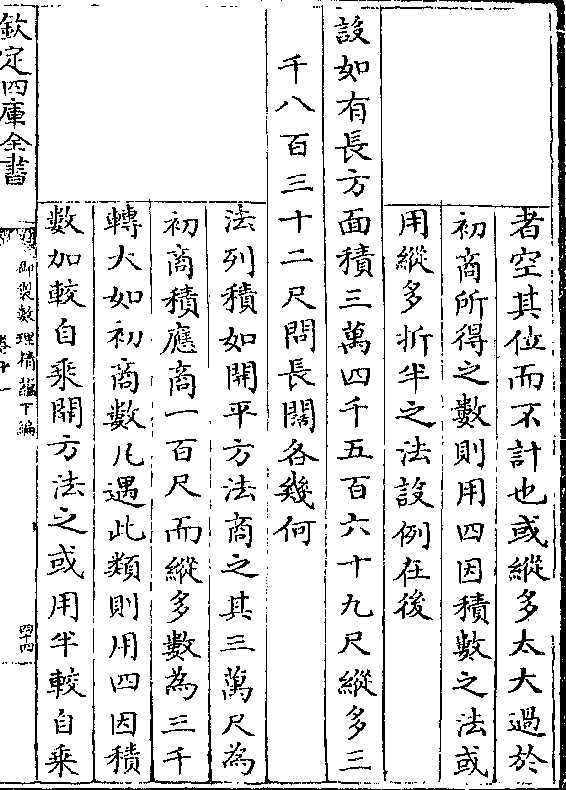 者空其位而不計也或縱多太大過於
初商所得之數則用四因積數之法或
用縱多折半之法設例在後
設如有長方面積三萬四千五百六十九尺縱多三
千八百三十二尺問長闊各幾何
法列積如開平方法商之其三萬尺為
初商積應商一百尺而縱多數為三千
轉大如初商數凡遇此類則用四因積
數加較自乘開方法之或用半較自乘
欽定四庫全書
御製數理精蘊下編
卷十一
四十四